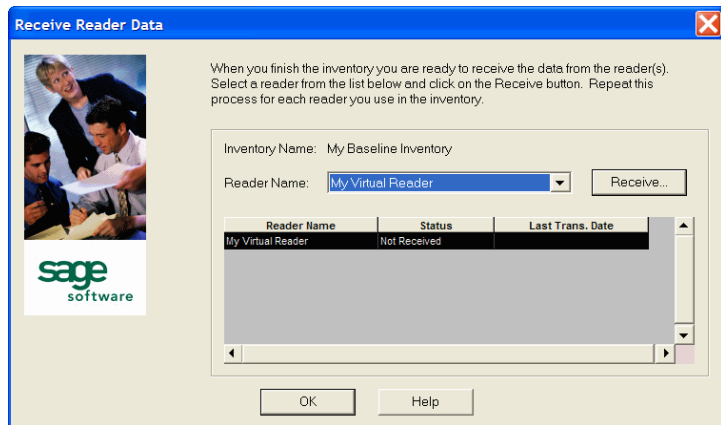 Receive Reader Data
When you finish the inventory you are ready to receive the data from the reader(s).
Select a reader from the list below and click on the Receive button. Repeat this
process for each reader you use in the inventory.
Inventory Name: My Baseline Inventory
Reader Name: My Virtual Reader Receive...
Reader Name Status Last Trans. Date
My Virtual Reader Not Received
sage
software
OK Help